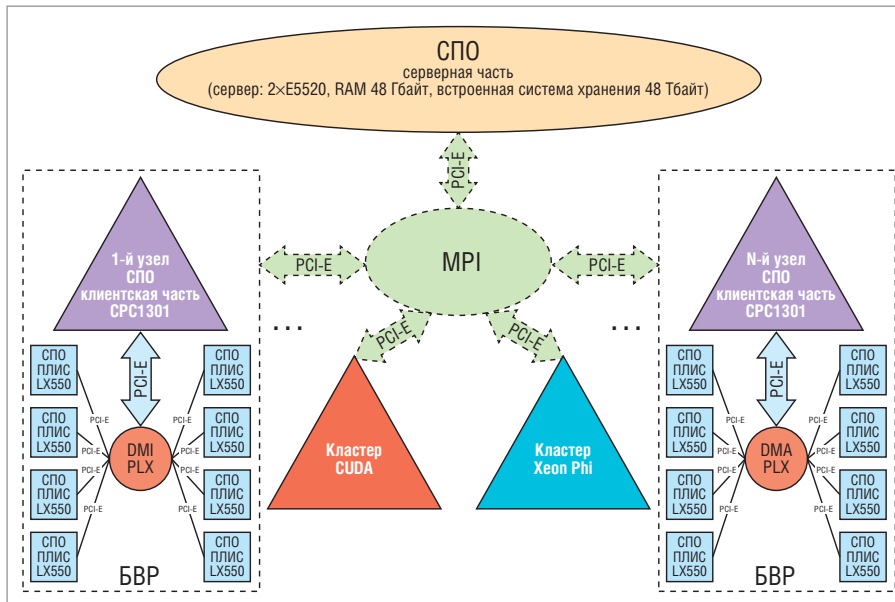 СПО
серверная часть
(сервер: 2×E5520, RAM 48 Гбайт, встроенная система хранения 48 Тбайт)
PCI-E
MPI
PCI-E
PCI-E
PCI-E
PCI-E
...
...
1-й узел
СПО
клиентская часть
CPC1301
PCI-E
СПО
ПЛИС
LX550
СПО
ПЛИС
LX550
СПО
ПЛИС
LX550
СПО
ПЛИС
LX550
PCI-E
PCI-E
PCI-E
PCI-E
DMI
PLX
PCI-E
PCI-E
PCI-E
PCI-E
СПО
ПЛИС
LX550
СПО
ПЛИС
LX550
СПО
ПЛИС
LX550
СПО
ПЛИС
LX550
БВР
Кластер
CUDA
Кластер
Xeon Phi
N-й узел
СПО
клиентская часть
CPC1301
PCI-E
СПО
ПЛИС
LX550
СПО
ПЛИС
LX550
СПО
ПЛИС
LX550
СПО
ПЛИС
LX550
PCI-E
PCI-E
PCI-E
PCI-E
DMA
PLX
PCI-E
PCI-E
PCI-E
PCI-E
СПО
ПЛИС
LX550
СПО
ПЛИС
LX550
СПО
ПЛИС
LX550
СПО
ПЛИС
LX550
БВР